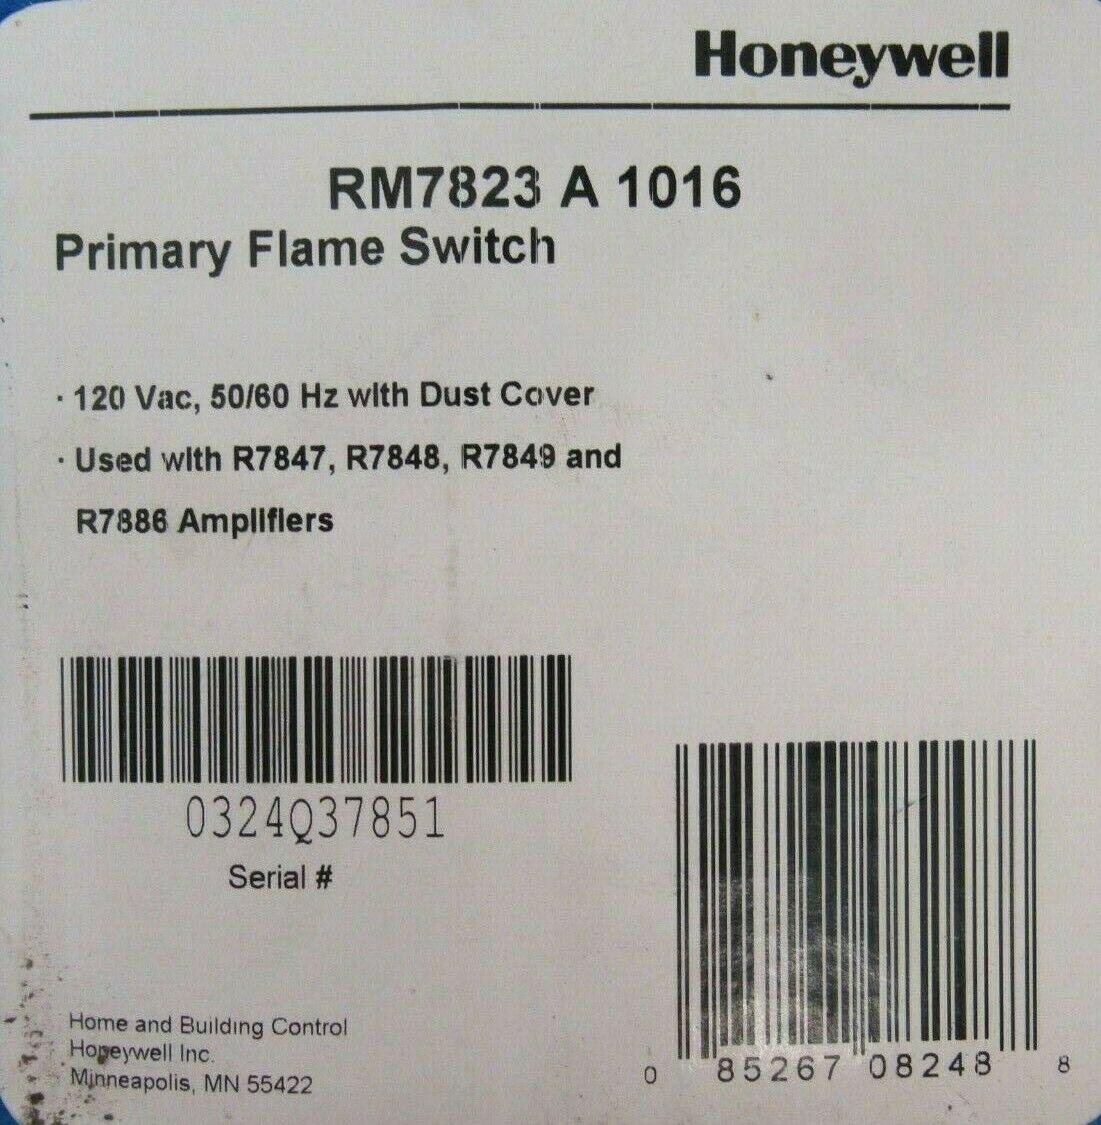 Honeywell
RM7823 A 1016
Primary Flame Switch
· 120 Vac, 50/60 Hz with Dust Cover
· Used with R7847, R7848, R7849 and
R7886 Amplifiers
0324Q37851
Serial #
Home and Building Control
Honeywell Inc.
Minneapolis, MN 55422
0 85267 08248 8